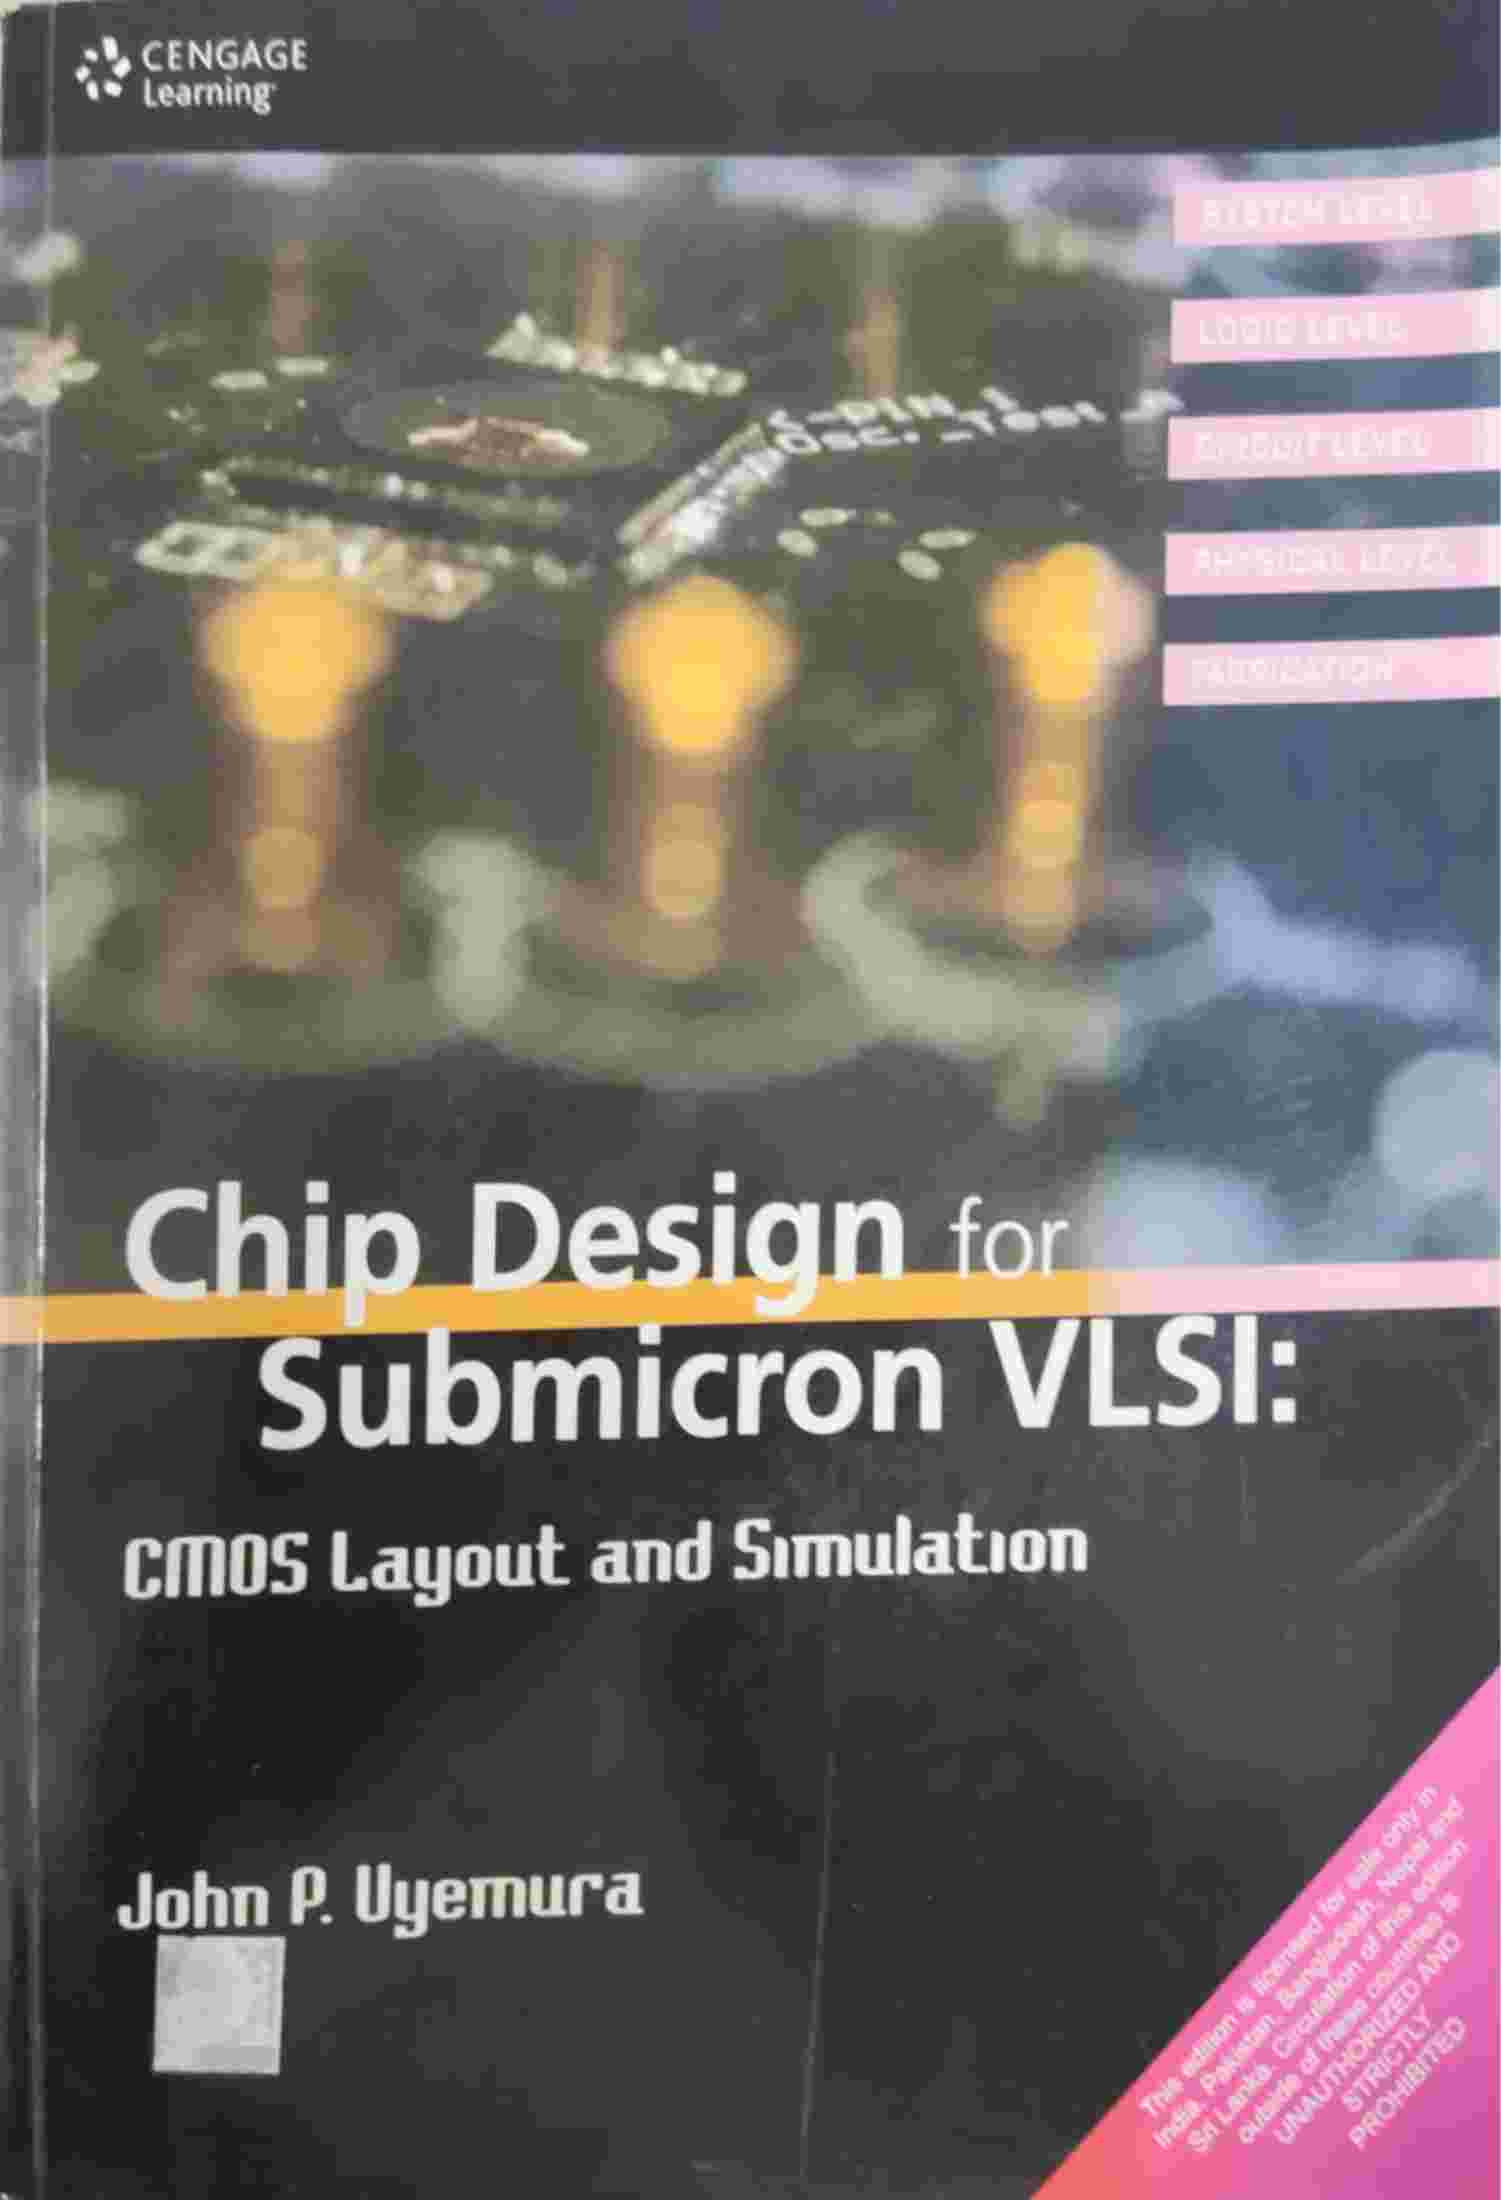 CENGAGE
Learning
SYSTEM LEVEL
LOGIC LEVEL
CIRCUIT LEVEL
PHYSICAL LEVEL
FABRICATION
Chip Design for
Submicron VLSI:
CMOS Layout and Simulation
John P. Uyemura
This edition is licensed for sale only in
India, Pakistan, Bangladesh, Nepal and
Sri Lanka. Circulation of this edition
outside of these countries is
UNAUTHORIZED AND
STRICTLY
PROHIBITED